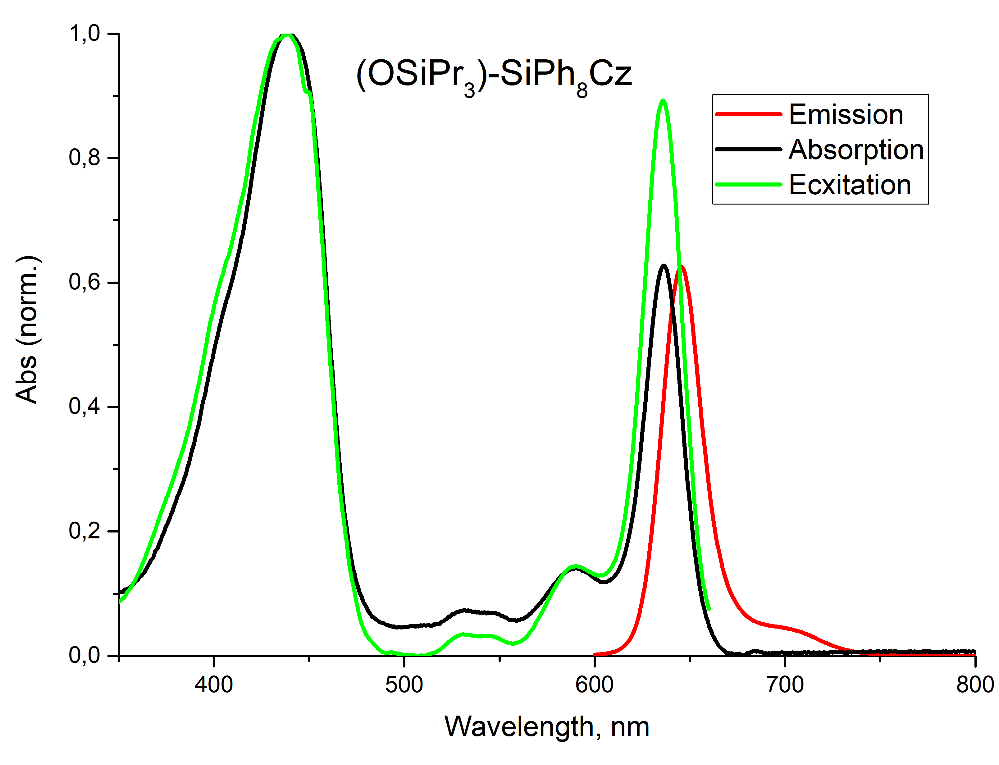 (OSiPr3)-SiPh8Cz
Emission
Absorption
Ecxitation
Abs (norm.)
1,0
0,8
0,6
0,4
0,2
0,0
400 500 600 700 800
Wavelength, nm